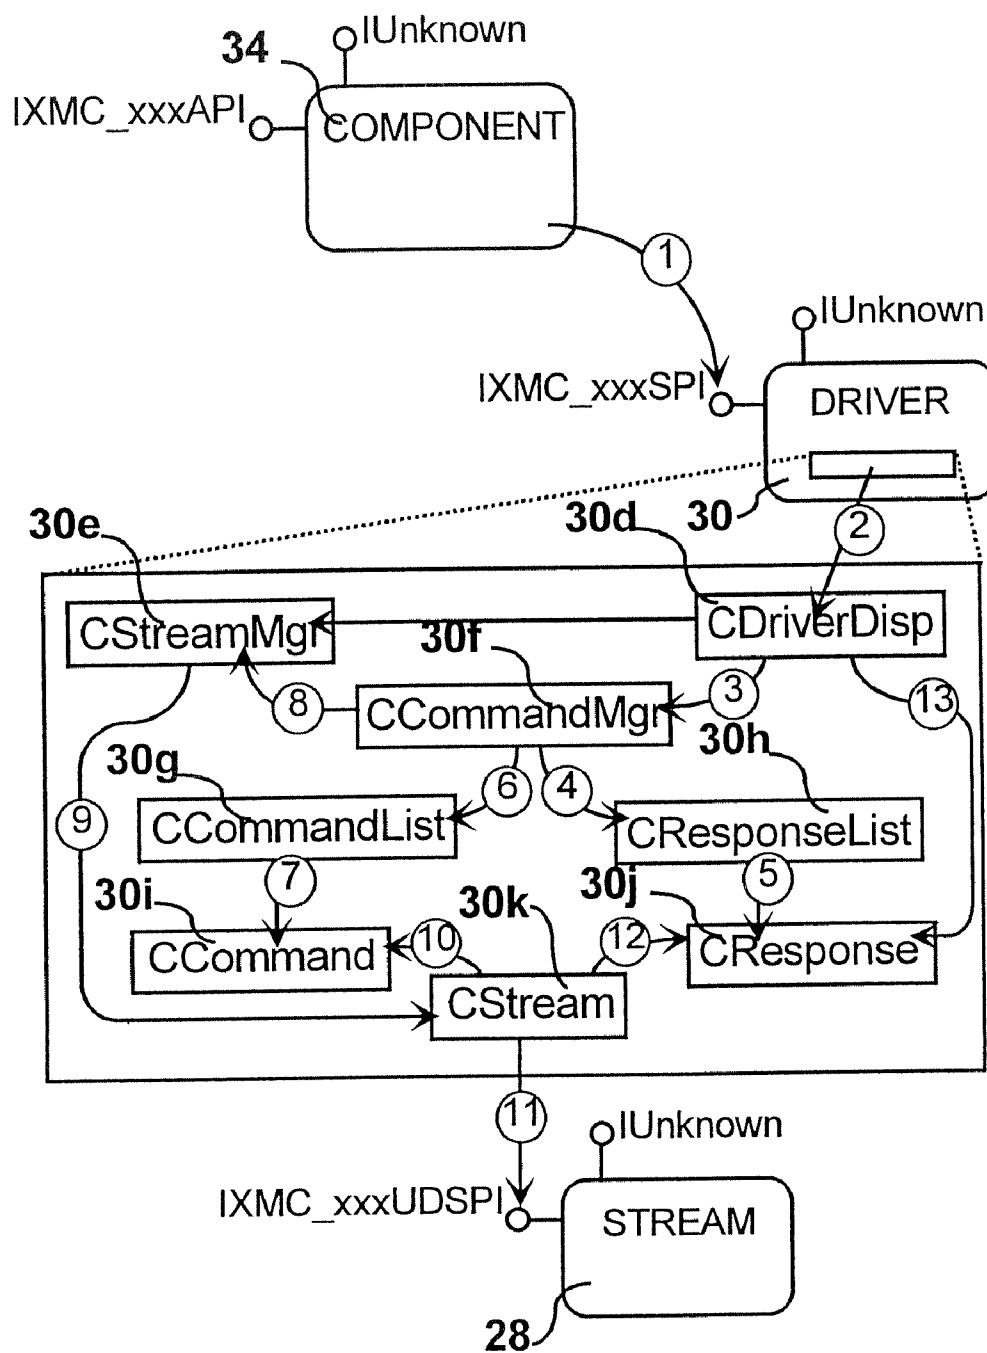 IUnknown
34
IXMC_xxxAPI
COMPONENT
1
IUnknown
IXMC_xxxSPI
DRIVER
30
2
30e
30d
CStreamMgr
CDriverDisp
30f
8
3
13
CCommandMgr
30h
30g
6
4
9
CCommandList
CResponseList
7
5
30i
30k
30j
10
12
CCommand
CResponse
CStream
11
IUnknown
IXMC_xxxUDSPI
STREAM
28